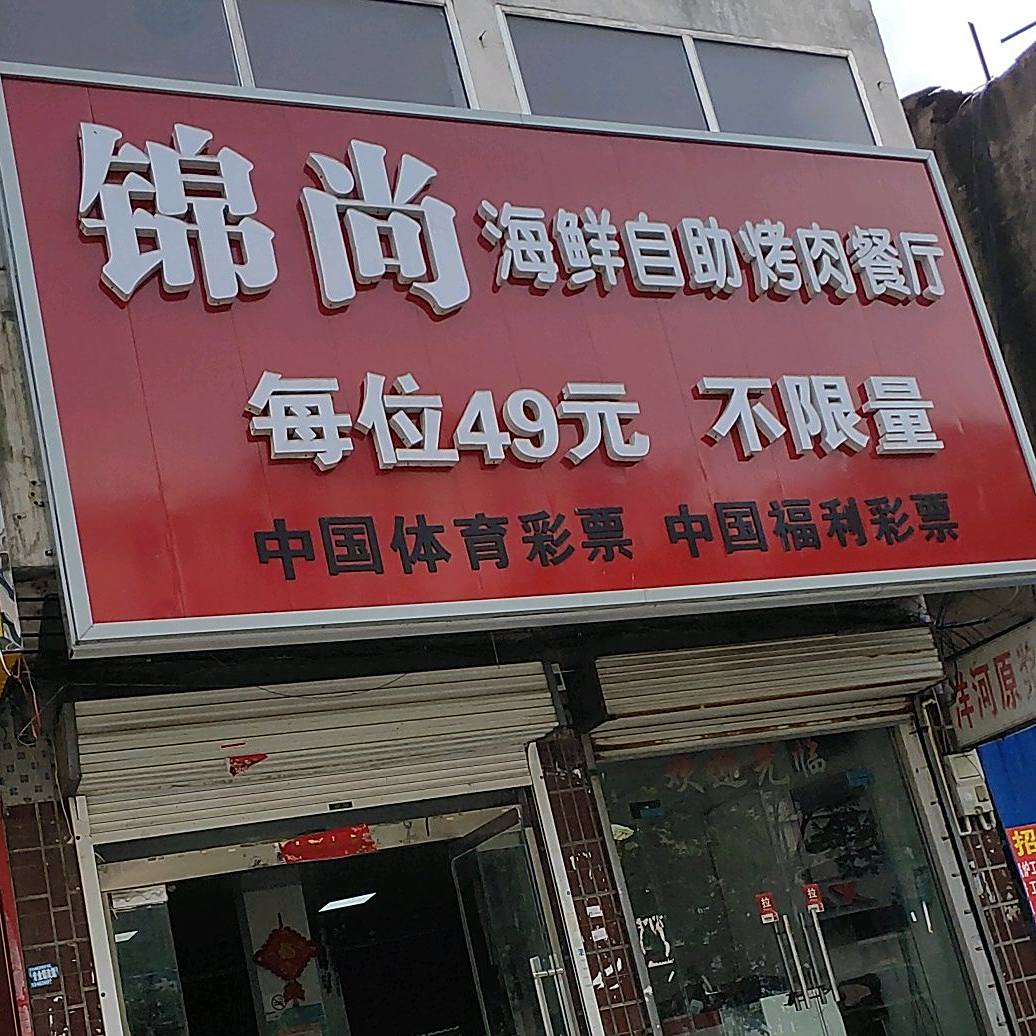 锦尚 海鲜自助烤肉餐厅
每位49元 不限量
中国体育彩票 中国福利彩票
洋河原
欢迎光临
招
拉 拉